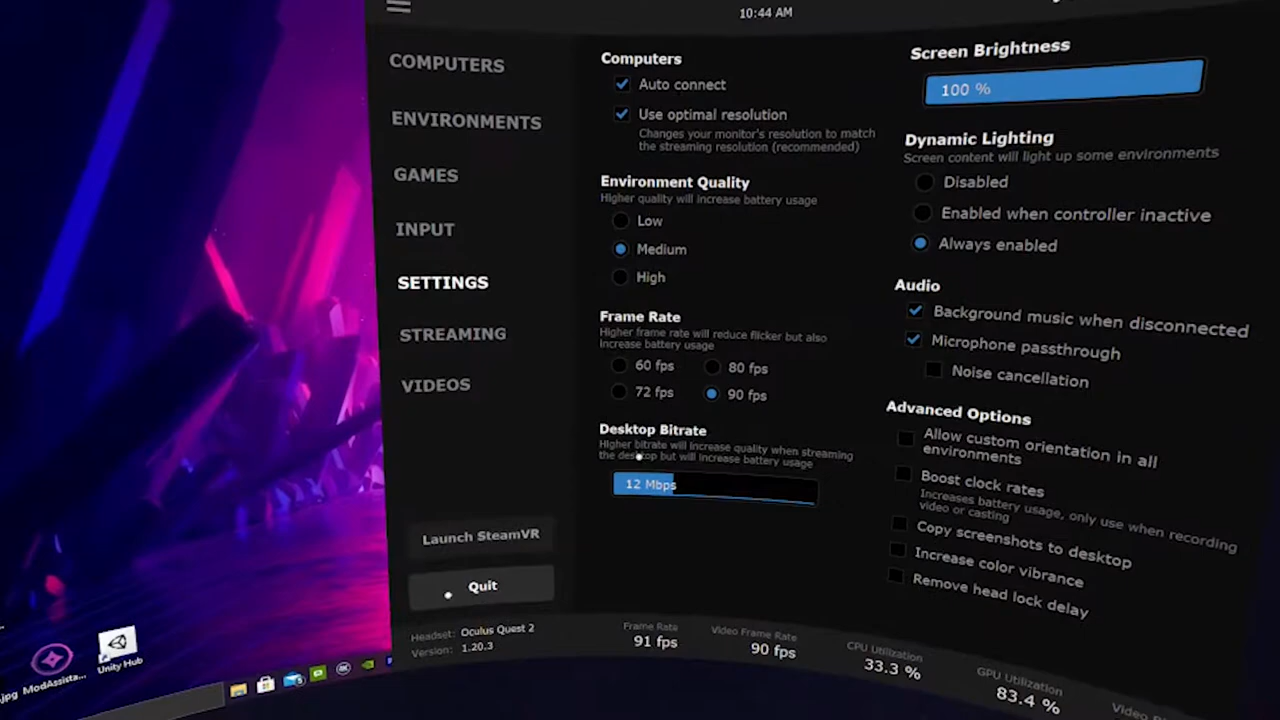 10:44 AM
COMPUTERS
ENVIRONMENTS
GAMES
INPUT
SETTINGS
STREAMING
VIDEOS
Launch SteamVR
Quit
Computers
Auto connect
Use optimal resolution
Changes your monitor's resolution to match
the streaming resolution (recommended)
Environment Quality
Higher quality will increase battery usage
Low
Medium
High
Frame Rate
Higher frame rate will reduce flicker but also
increase battery usage
60 fps
80 fps
72 fps
90 fps
Desktop Bitrate
Higher bitrate will increase quality when streaming
the desktop but will increase battery usage
12 Mbps
Screen Brightness
100 %
Dynamic Lighting
Screen content will light up some environments
Disabled
Enabled when controller inactive
Always enabled
Audio
Background music when disconnected
Microphone passthrough
Noise cancellation
Advanced Options
Allow custom orientation in all
environments
Boost clock rates
Increases battery usage, only use when recording
video or casting
Copy screenshots to desktop
Increase color vibrance
Remove head lock delay
Headset: Oculus Quest 2
Version: 1.20.3
Frame Rate
91 fps
Video Frame Rate
90 fps
CPU Utilization
33.3 %
GPU Utilization
83.4 %
.jpg
ModAssista...
Unity Hub